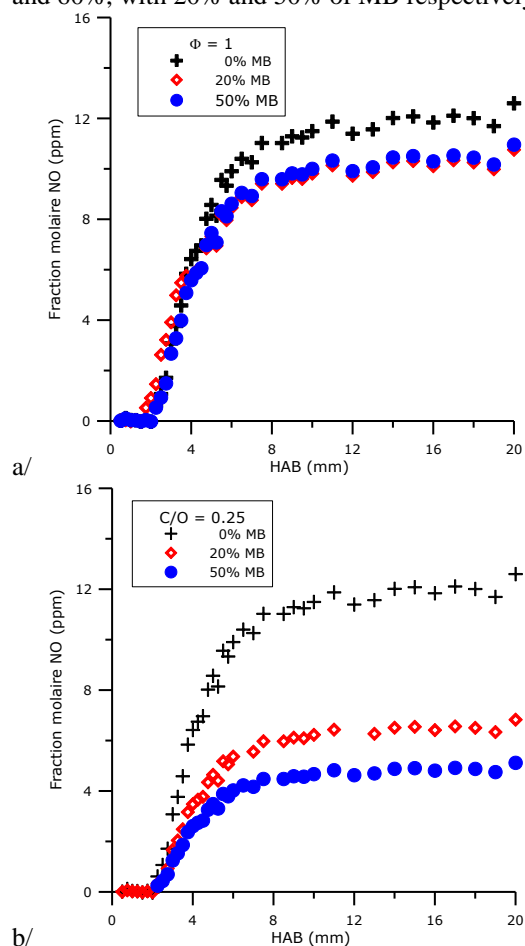 and 60%, with 20% and 50% of MB respectively
Φ = 1
0% MB
20% MB
50% MB
Fraction molaire NO (ppm)
16
12
8
4
0
0 4 8 12 16 20
HAB (mm)
a/
C/O = 0.25
0% MB
20% MB
50% MB
Fraction molaire NO (ppm)
16
12
8
4
0
0 4 8 12 16 20
HAB (mm)
b/